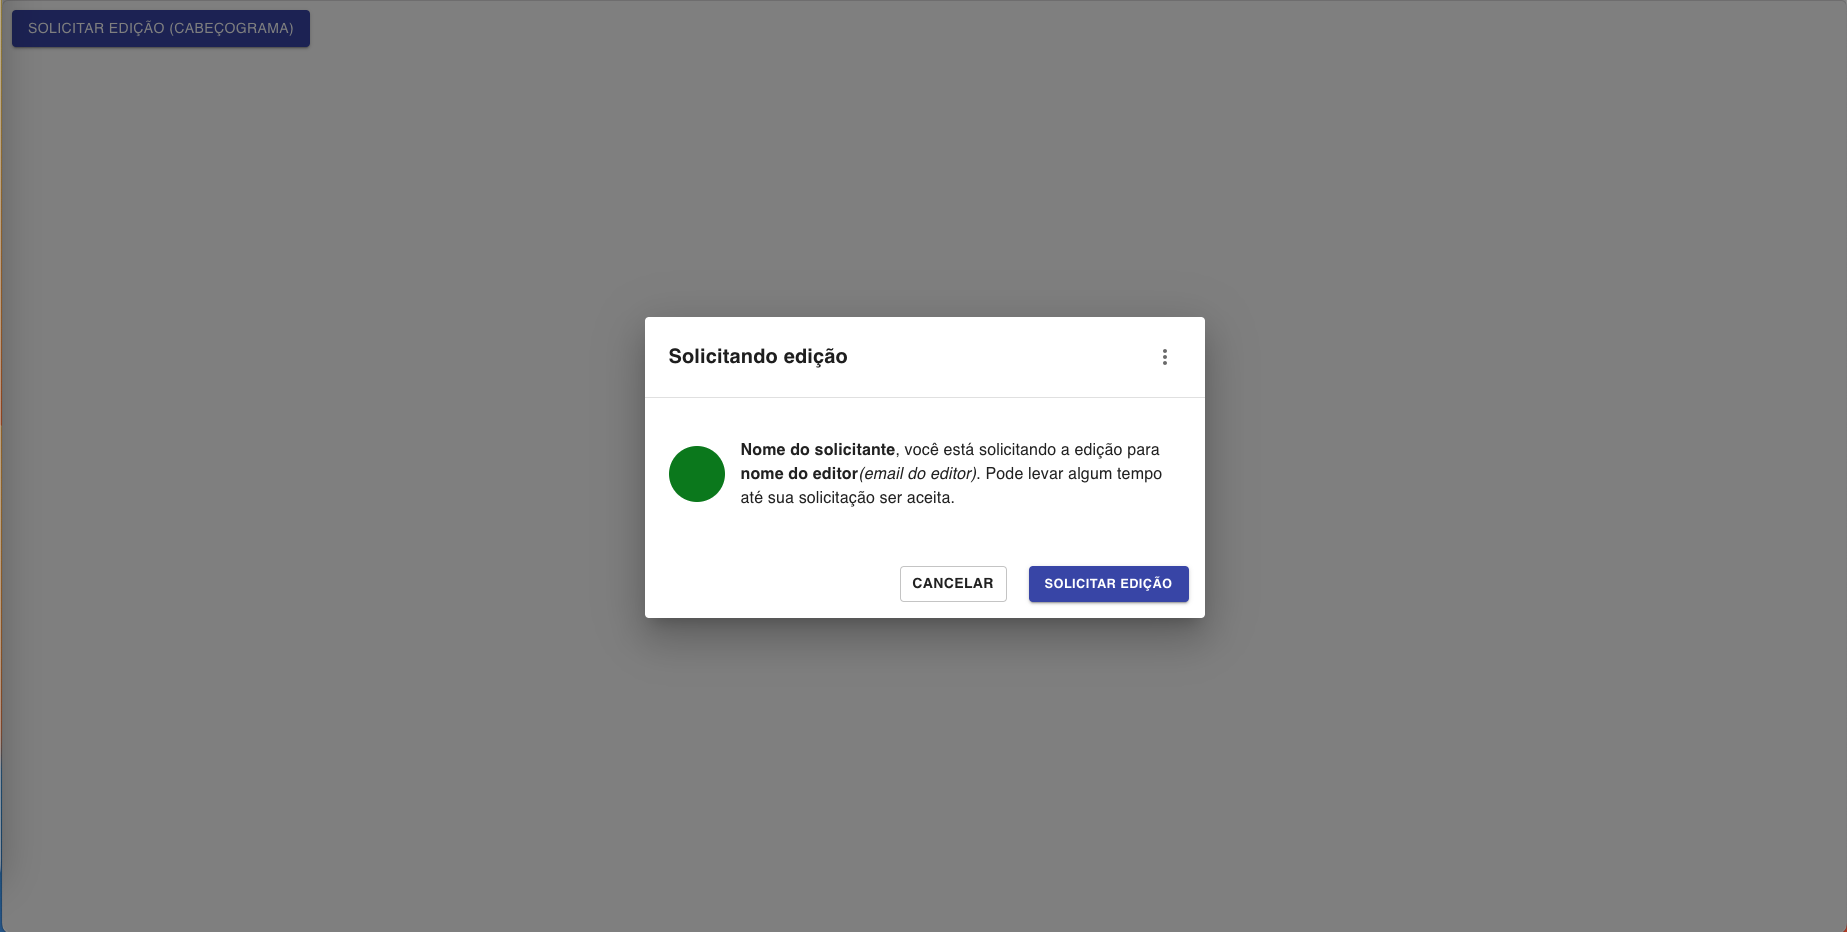 SOLICITAR EDIÇÃO (CABEÇOGRAMA)
Solicitando edição
Nome do solicitante, você está solicitando a edição para
nome do editor(email do editor). Pode levar algum tempo
até sua solicitação ser aceita.
CANCELAR
SOLICITAR EDIÇÃO